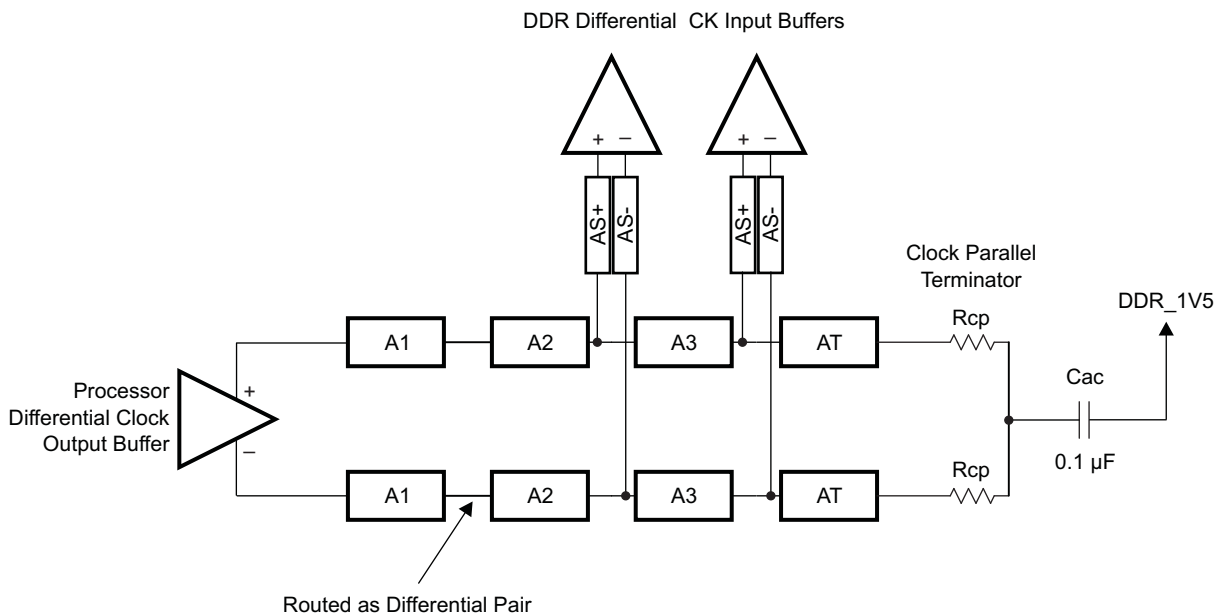 DDR Differential CK Input Buffers
+ −
+ −
AS+
AS-
AS+
AS-
Clock Parallel
Terminator
DDR_1V5
Rcp
A1
A2
A3
AT
Cac
Processor
Differential Clock
Output Buffer
+
−
0.1 µF
Rcp
A1
A2
A3
AT
Routed as Differential Pair